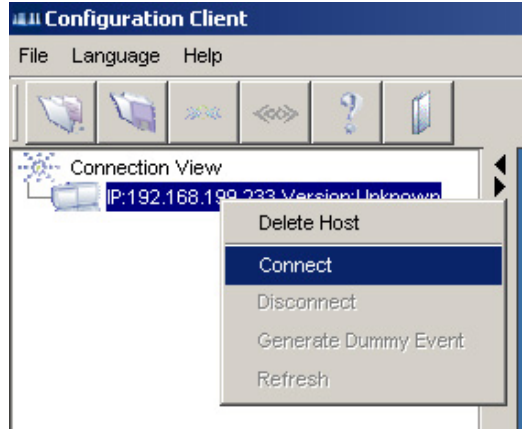 Configuration Client
File Language Help
Connection View
IP:192.168.199.233 Version:Unknown
Delete Host
Connect
Disconnect
Generate Dummy Event
Refresh